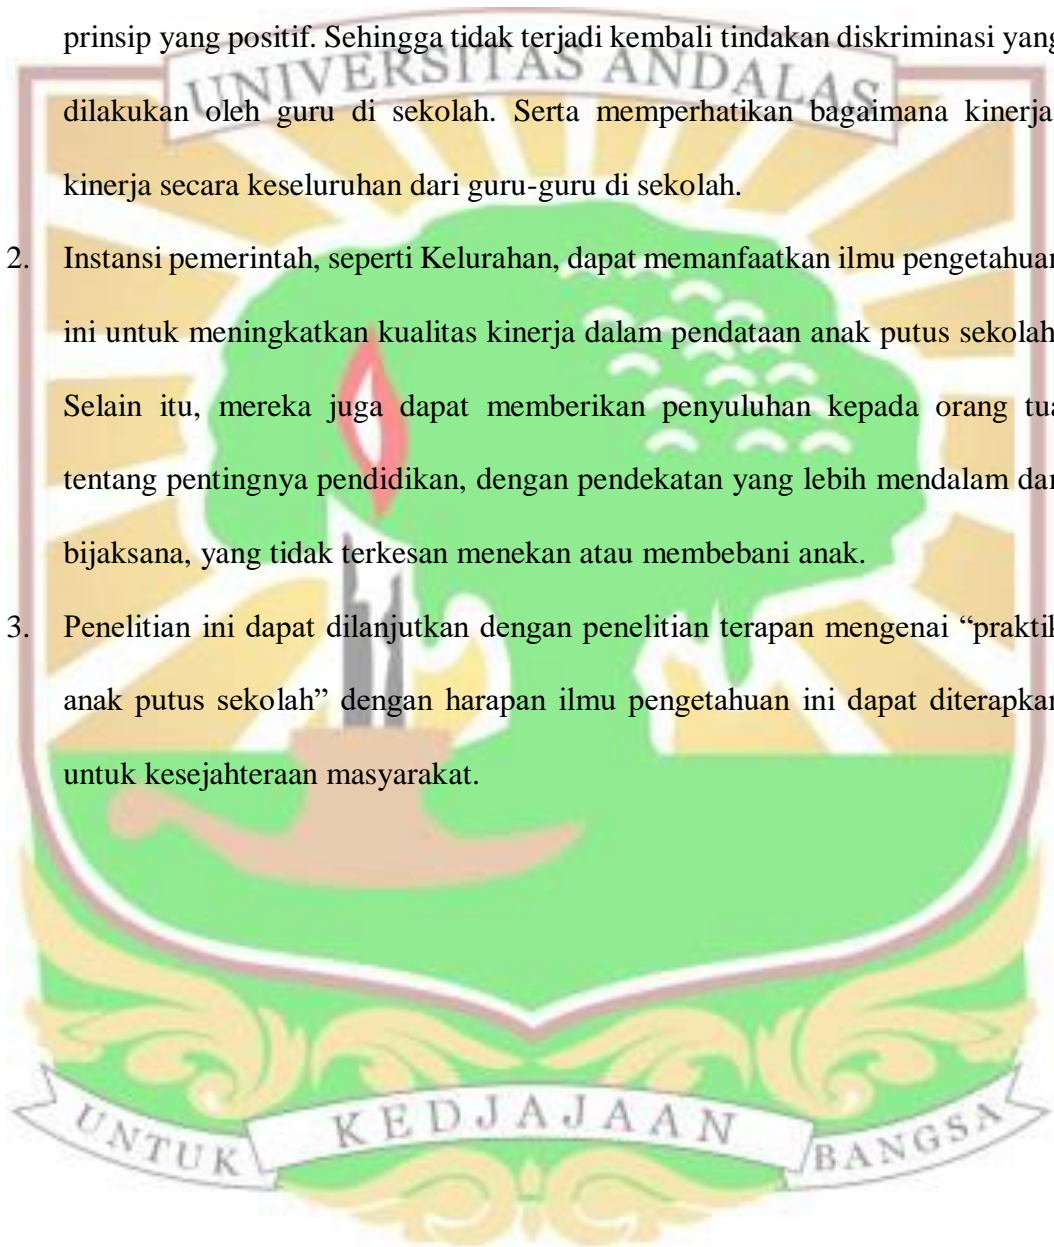 prinsip yang positif. Sehingga tidak terjadi kembali tindakan diskriminasi yang
UNIVERSITAS ANDALAS
dilakukan oleh guru di sekolah. Serta memperhatikan bagaimana kinerja
kinerja secara keseluruhan dari guru-guru di sekolah.
2. Instansi pemerintah, seperti Kelurahan, dapat memanfaatkan ilmu pengetahuan
ini untuk meningkatkan kualitas kinerja dalam pendataan anak putus sekolah
Selain itu, mereka juga dapat memberikan penyuluhan kepada orang tua
tentang pentingnya pendidikan, dengan pendekatan yang lebih mendalam dan
bijaksana, yang tidak terkesan menekan atau membebani anak.
3. Penelitian ini dapat dilanjutkan dengan penelitian terapan mengenai “praktik
anak putus sekolah” dengan harapan ilmu pengetahuan ini dapat diterapkan
untuk kesejahteraan masyarakat.
UNTUK KEDJAJAAN BANGSA